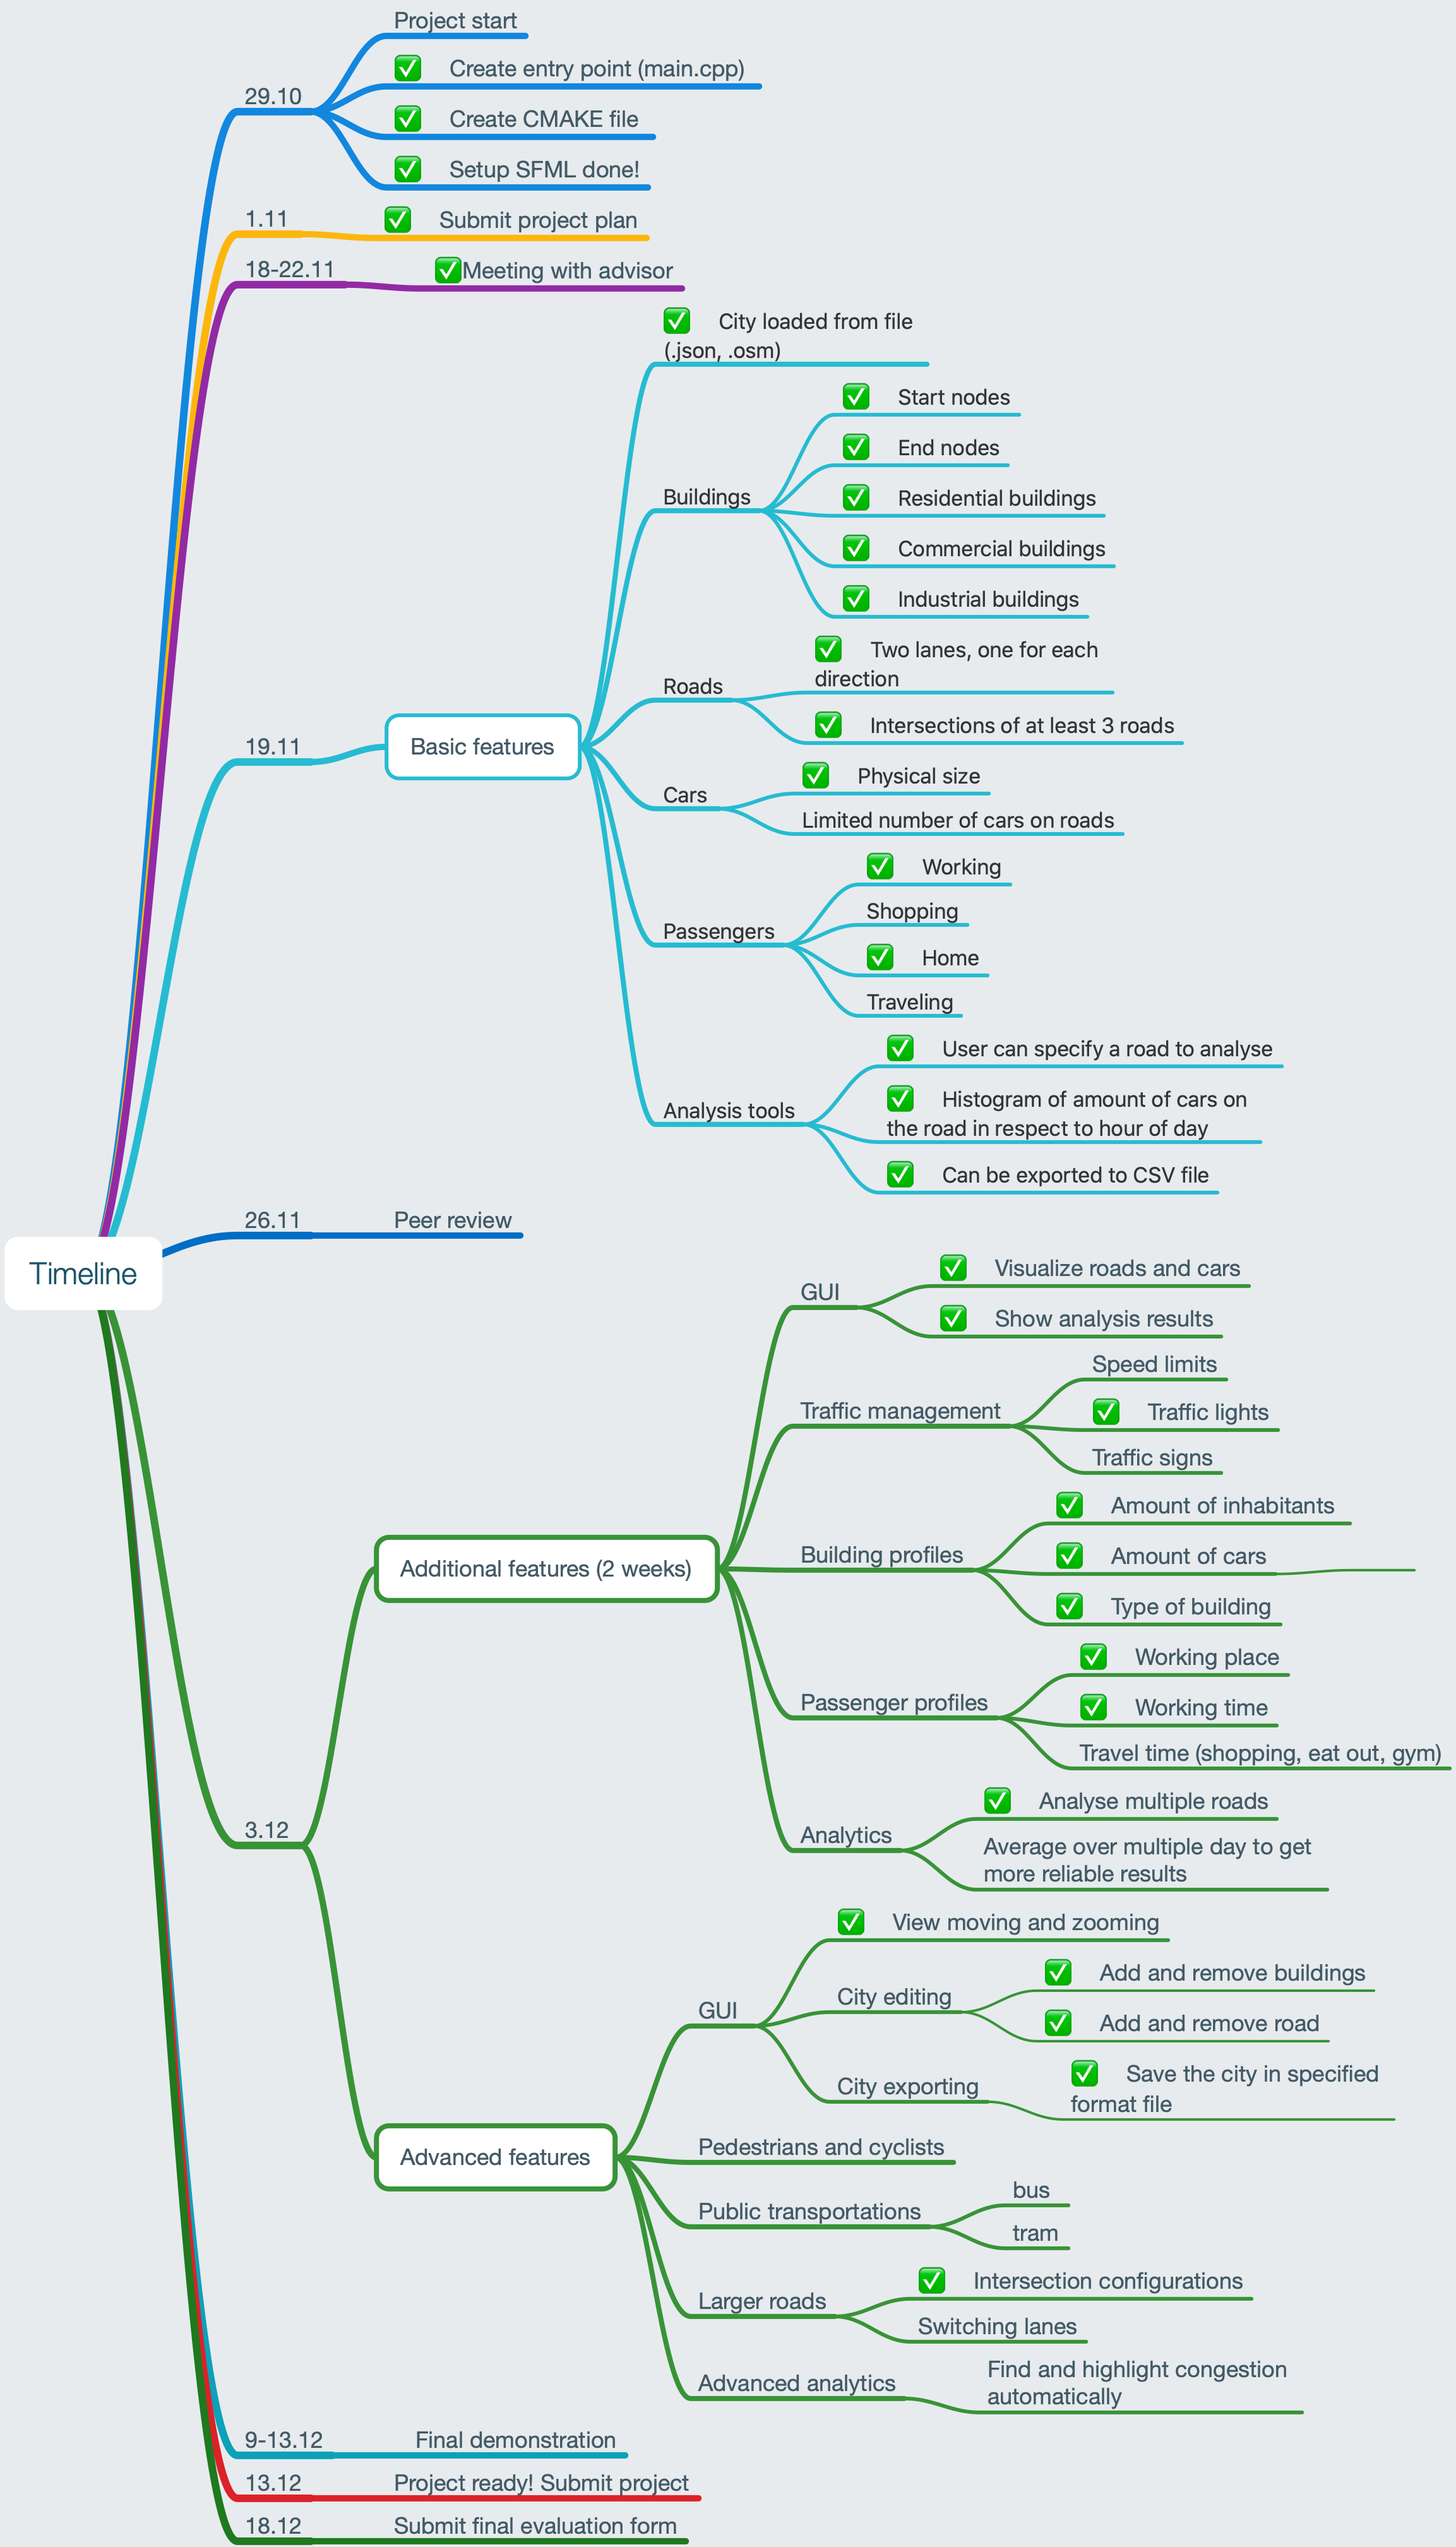 Project start
✅ Create entry point (main.cpp)
29.10
✅ Create CMAKE file
✅ Setup SFML done!
1.11
✅ Submit project plan
18-22.11
✅Meeting with advisor
✅ City loaded from file
(.json, .osm)
✅ Start nodes
✅ End nodes
Buildings
✅ Residential buildings
✅ Commercial buildings
✅ Industrial buildings
✅ Two lanes, one for each
direction
Roads
✅ Intersections of at least 3 roads
19.11
Basic features
✅ Physical size
Cars
Limited number of cars on roads
✅ Working
Shopping
Passengers
✅ Home
Traveling
✅ User can specify a road to analyse
✅ Histogram of amount of cars on
the road in respect to hour of day
Analysis tools
✅ Can be exported to CSV file
26.11
Peer review
Timeline
✅ Visualize roads and cars
GUI
✅ Show analysis results
Speed limits
Traffic management
✅ Traffic lights
Traffic signs
✅ Amount of inhabitants
Additional features (2 weeks)
Building profiles
✅ Amount of cars
✅ Type of building
✅ Working place
Passenger profiles
✅ Working time
Travel time (shopping, eat out, gym)
✅ Analyse multiple roads
3.12
Analytics
Average over multiple day to get
more reliable results
✅ View moving and zooming
GUI
City editing
✅ Add and remove buildings
✅ Add and remove road
City exporting
✅ Save the city in specified
format file
Advanced features
Pedestrians and cyclists
Public transportations
bus
tram
Larger roads
✅ Intersection configurations
Switching lanes
Advanced analytics
Find and highlight congestion
automatically
9-13.12
Final demonstration
13.12
Project ready! Submit project
18.12
Submit final evaluation form